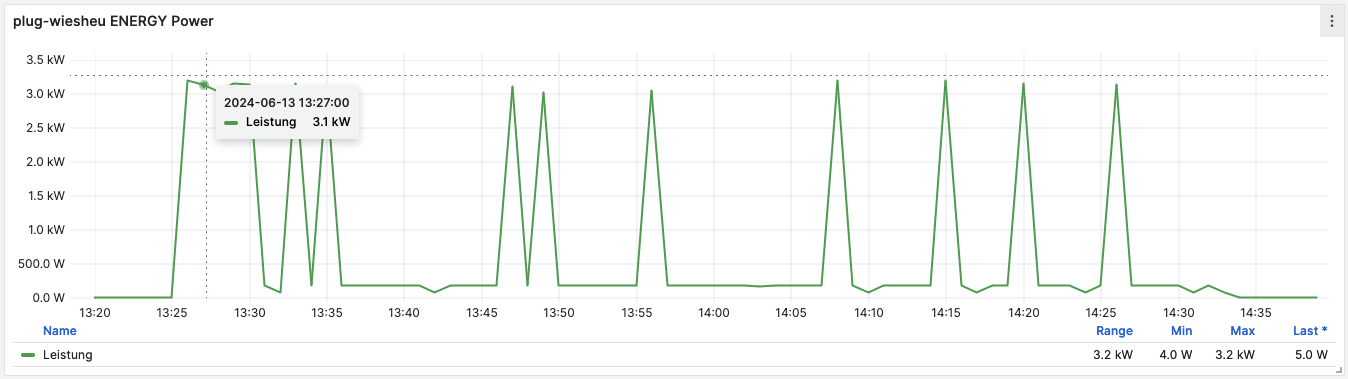 plug-wiesheu ENERGY Power
3.5 kW
3.0 kW
2.5 kW
2.0 kW
1.5 kW
1.0 kW
500.0 W
0.0 W
2024-06-13 13:27:00
Leistung 3.1 kW
13:20 13:25 13:30 13:35 13:40 13:45 13:50 13:55 14:00 14:05 14:10 14:15 14:20 14:25 14:30 14:35
Name Range Min Max Last *
Leistung 3.2 kW 4.0 W 3.2 kW 5.0 W